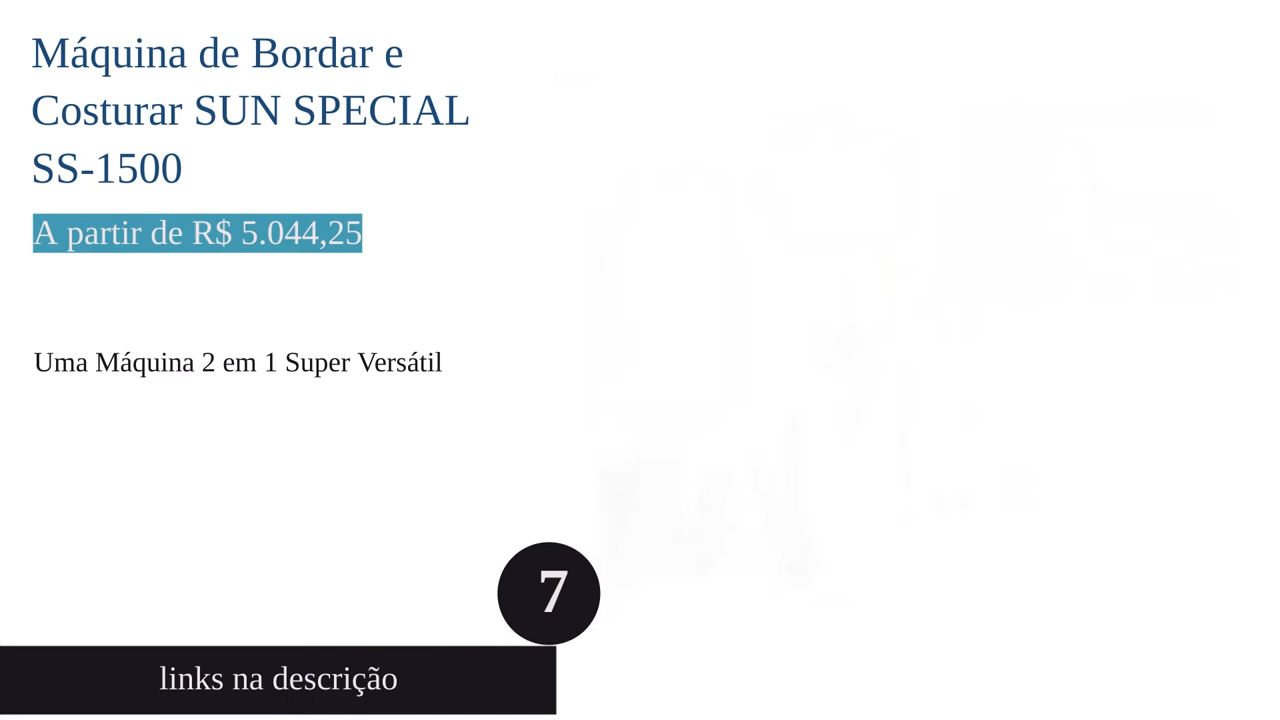 Máquina de Bordar e
Costurar SUN SPECIAL
SS-1500
A partir de R$ 5.044,25
Uma Máquina 2 em 1 Super Versátil
7
links na descrição